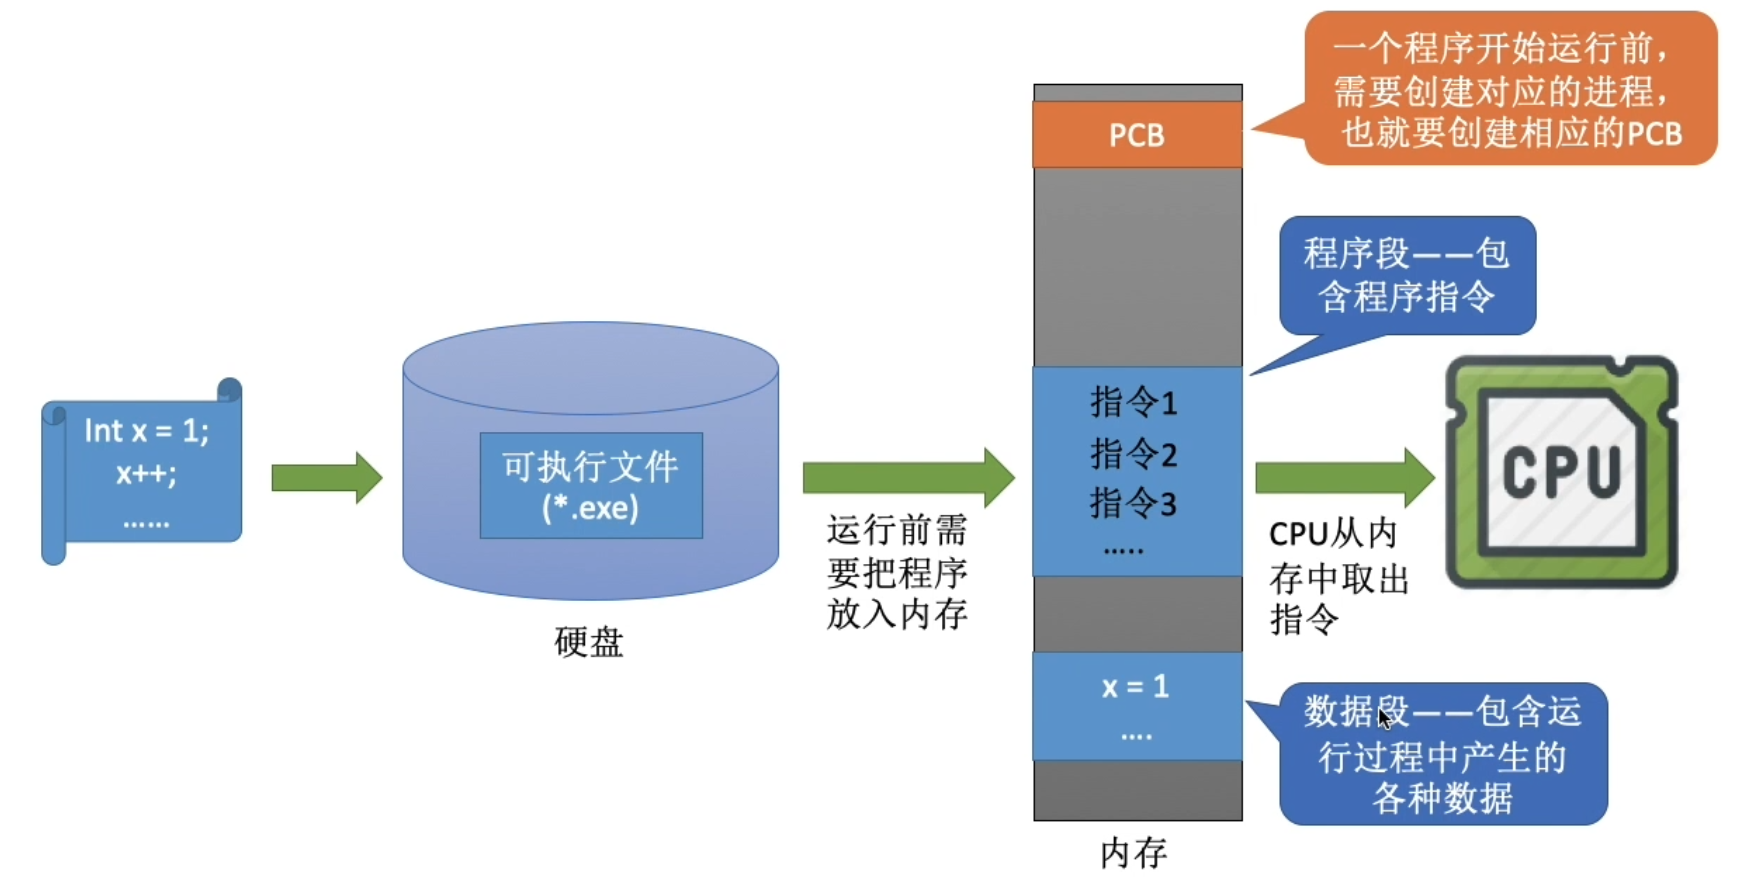 一个程序开始运行前，
需要创建对应的进程，
也就要创建相应的PCB
PCB
程序段——包
含程序指令
Int x = 1;
x++;
……
可执行文件
(*.exe)
硬盘
运行前需
要把程序
放入内存
指令1
指令2
指令3
…..
CPU从内
存中取出
指令
CPU
x = 1
….
数据段——包含运
行过程中产生的
各种数据
内存